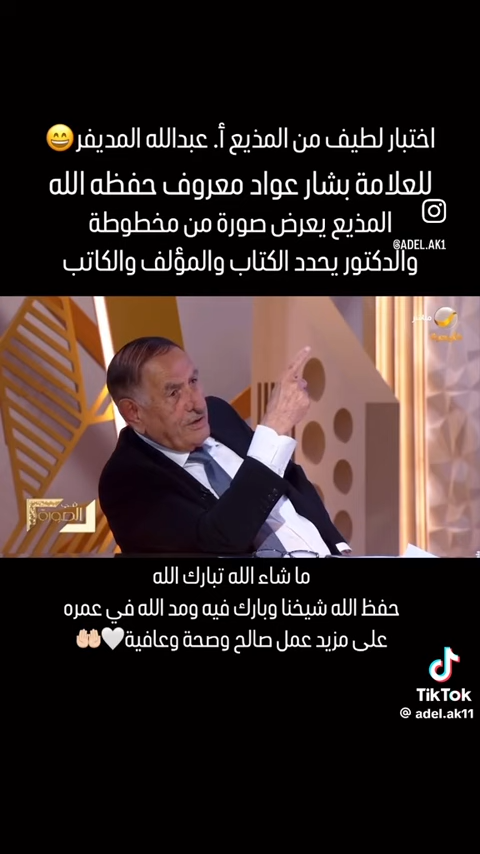 اختبار لطيف من المذيع أ. عبدالله المديفر😄
للعلامة بشار عواد معروف حفظه الله
المذيع يعرض صورة من مخطوطة
@ADEL.AK1
والدكتور يحدد الكتاب والمؤلف والكاتب
مباشر
الصورة
ما شاء الله تبارك الله
حفظ الله شيخنا وبارك فيه ومد الله في عمره
على مزيد عمل صالح وصحة وعافية🤍🤲🏻
TikTok
@ adel.ak11